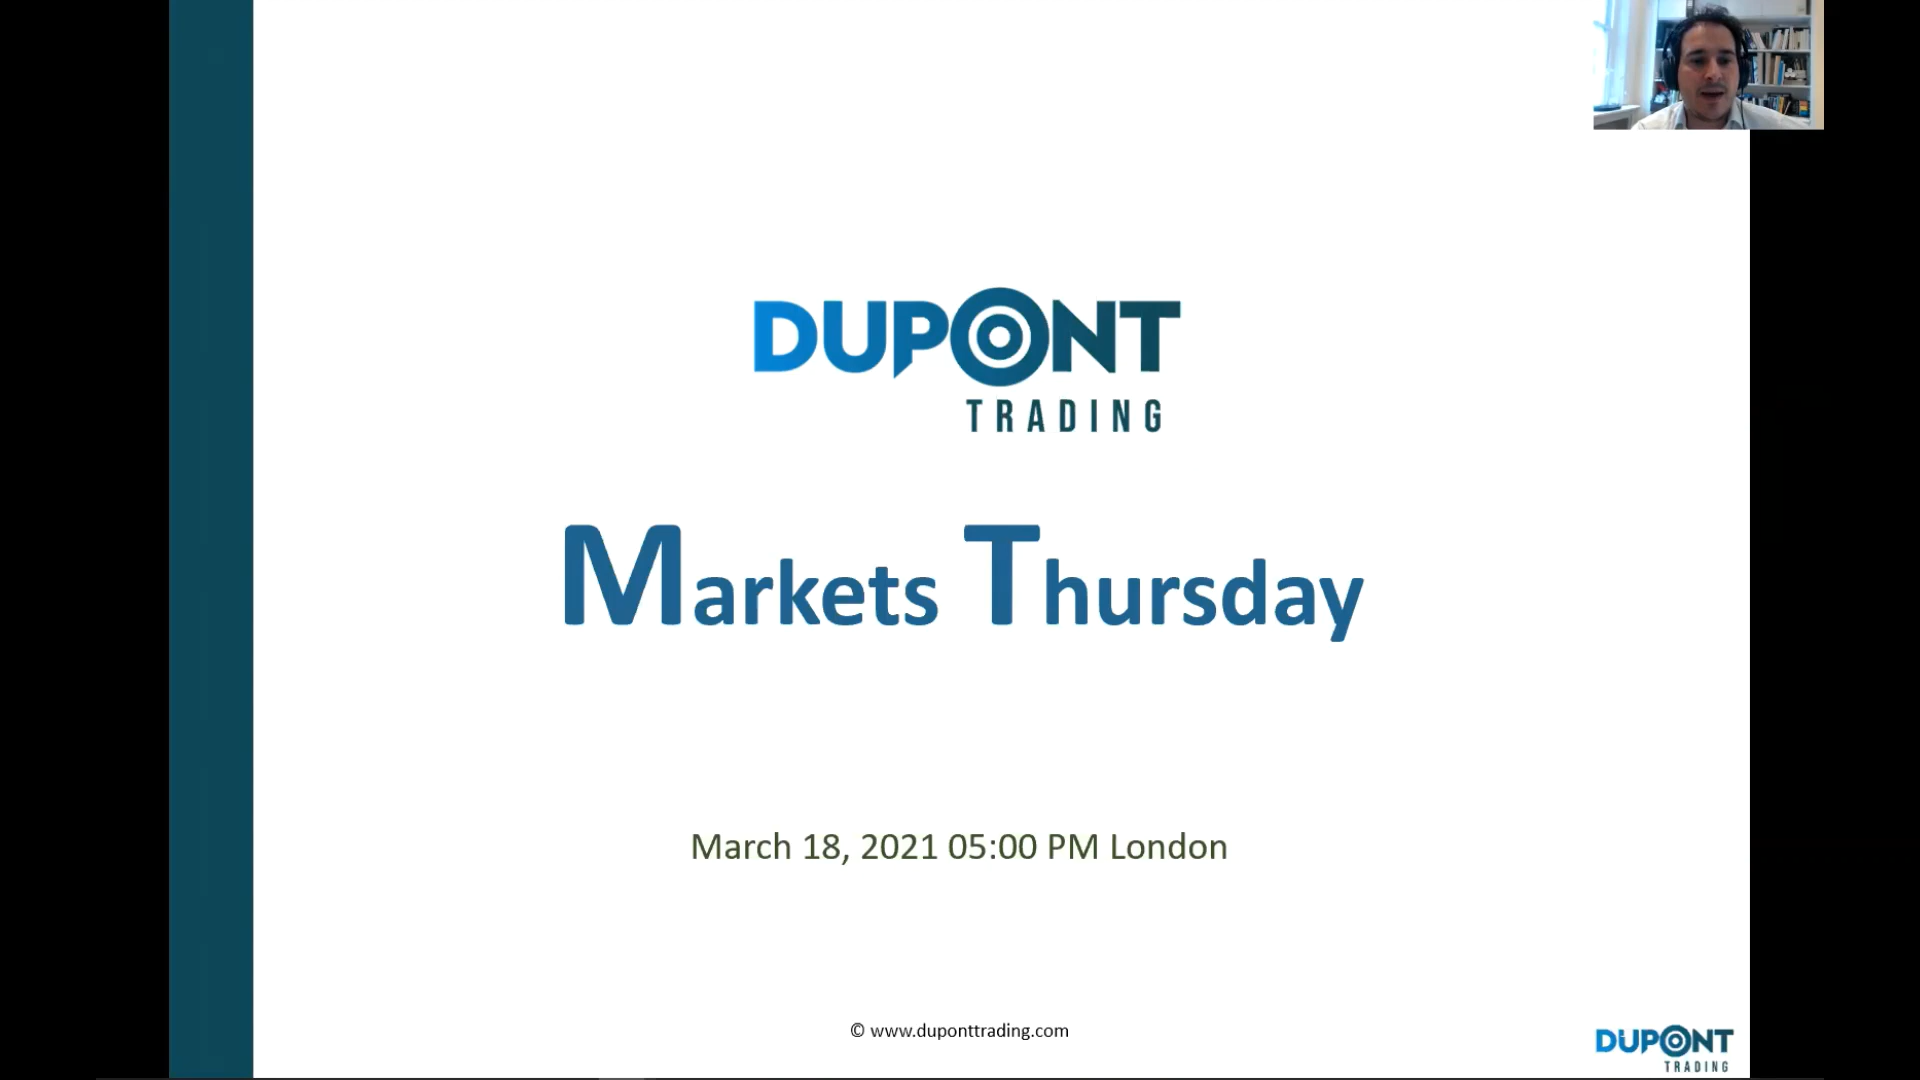 DUPONT
TRADING
Markets Thursday
March 18, 2021 05:00 PM London
© www.duponttrading.com
DUPONT
TRADING